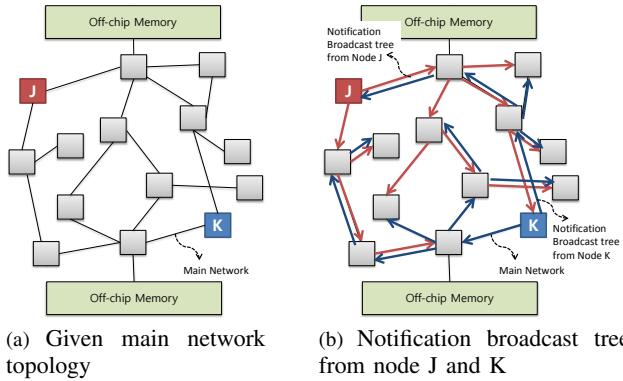 Off-chip Memory
J
K
Main Network
Off-chip Memory
(a) Given main network
topology
Off-chip Memory
Notification
Broadcast tree
from Node J
J
K
Notification
Broadcast tree
from Node K
Main Network
Off-chip Memory
(b) Notification broadcast tree
from node J and K